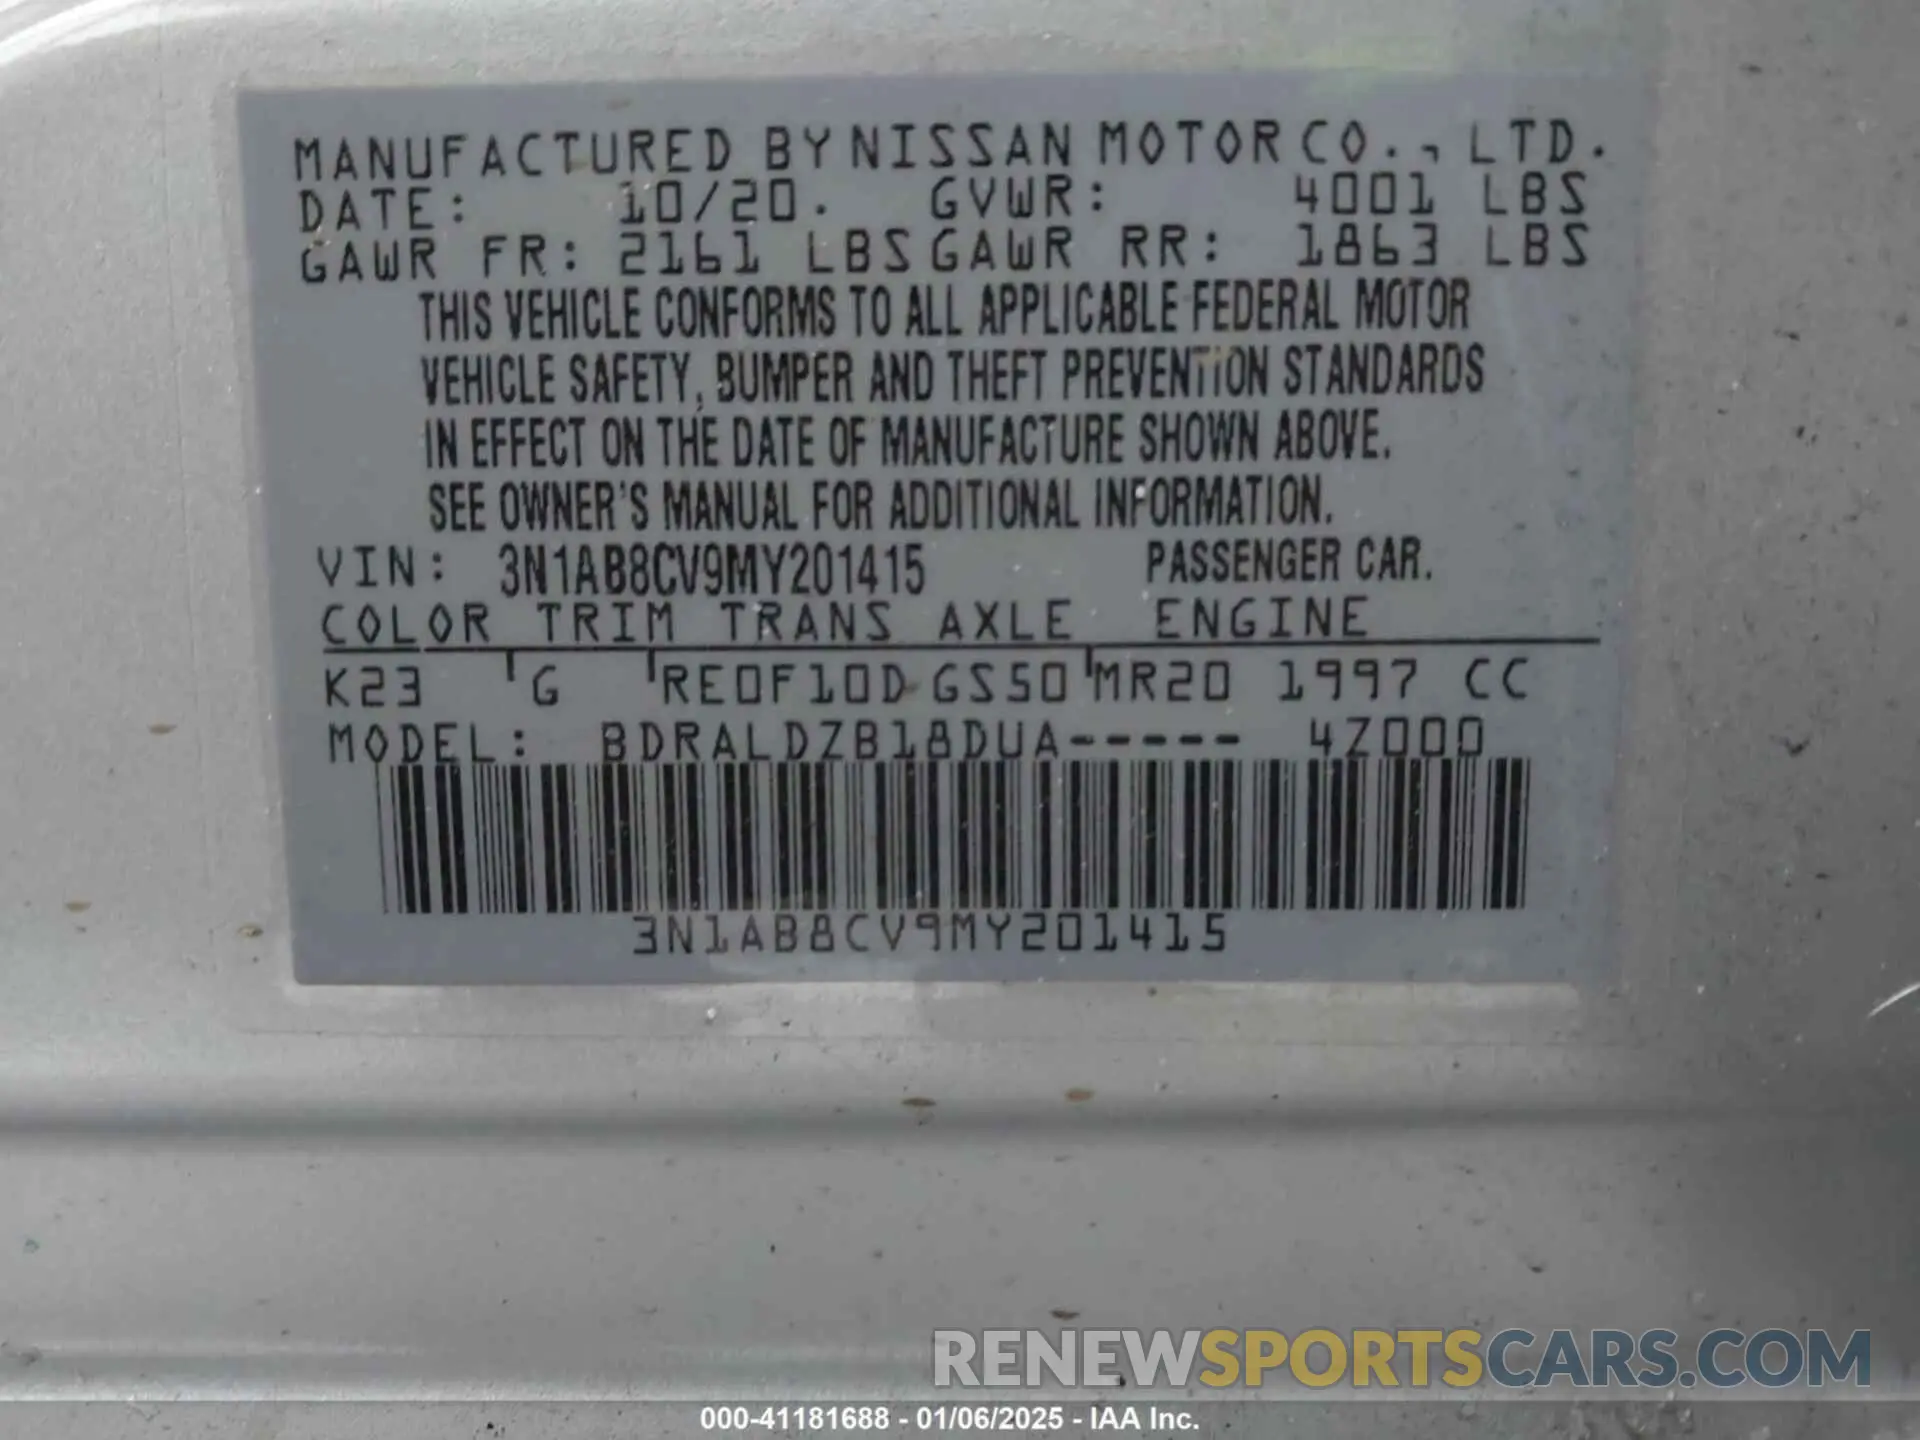 MANUFACTURED BY NISSAN MOTOR CO., LTD.
DATE: 10/20. GVWR: 4001 LBS
GAWR FR: 2161 LBS GAWR RR: 1863 LBS
THIS VEHICLE CONFORMS TO ALL APPLICABLE FEDERAL MOTOR
VEHICLE SAFETY, BUMPER AND THEFT PREVENTION STANDARDS
IN EFFECT ON THE DATE OF MANUFACTURE SHOWN ABOVE.
SEE OWNER'S MANUAL FOR ADDITIONAL INFORMATION.
VIN: 3N1AB8CV9MY201415 PASSENGER CAR.
COLOR TRIM TRANS AXLE ENGINE
K23 G RE0F10D GS50 MR20 1997 CC
MODEL: BDRALDZB18DUA----- 4Z000
3N1AB8CV9MY201415
RENEWSPORTSCARS.COM
000-41181688 - 01/06/2025 - IAA Inc.